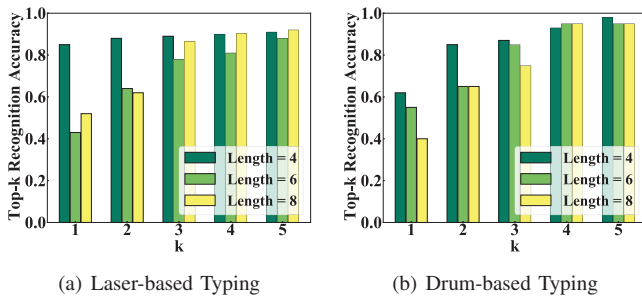 Top-k Recognition Accuracy
1.0
0.8
0.6
0.4
0.2
0.0
Length = 4
Length = 6
Length = 8
1 2 3 4 5
k
(a) Laser-based Typing
Top-k Recognition Accuracy
1.0
0.8
0.6
0.4
0.2
0.0
Length = 4
Length = 6
Length = 8
1 2 3 4 5
k
(b) Drum-based Typing